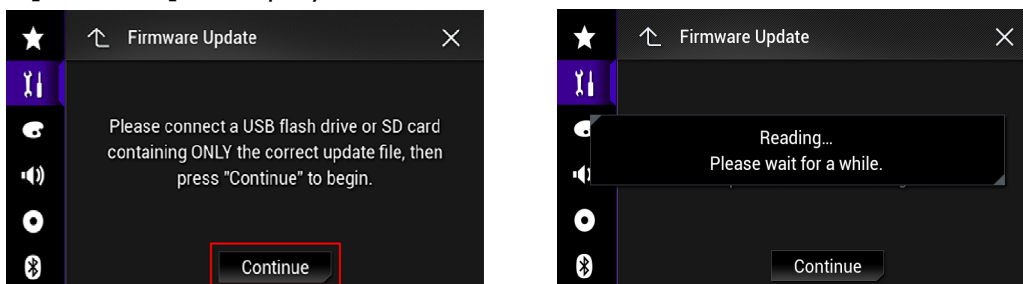 Firmware Update
Please connect a USB flash drive or SD card
containing ONLY the correct update file, then
press "Continue" to begin.
Continue
Firmware Update
Reading...
Please wait for a while.
Continue